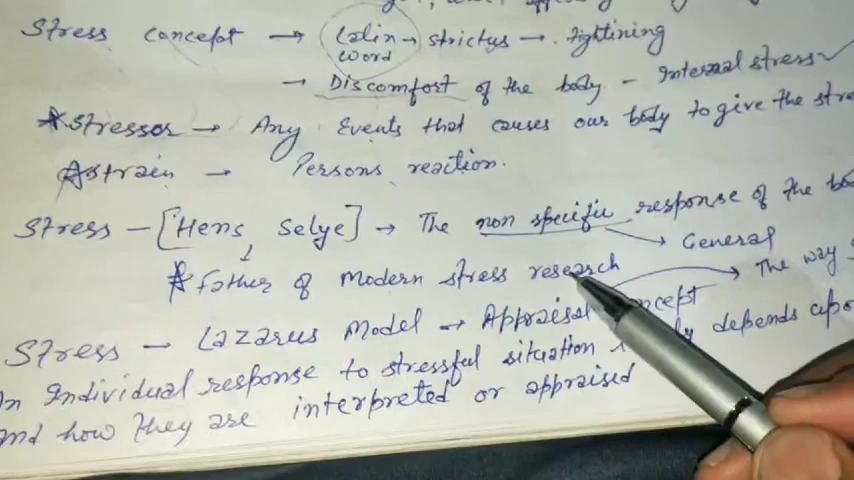 Stress concept → Latin word → strictus → tightining
→ Discomfort of the body - Internal stress
* Stressor → Any Events that causes our body to give the stre
* Strain → Persons reaction.
Stress - [Hens Selye] → The non specific response of the bo
→ General
* father of Modern stress research
The way
Stress - Lazarus Model → Appraisal concept
An Individual response to stressful situation depends upo
and how they are interpreted or appraised